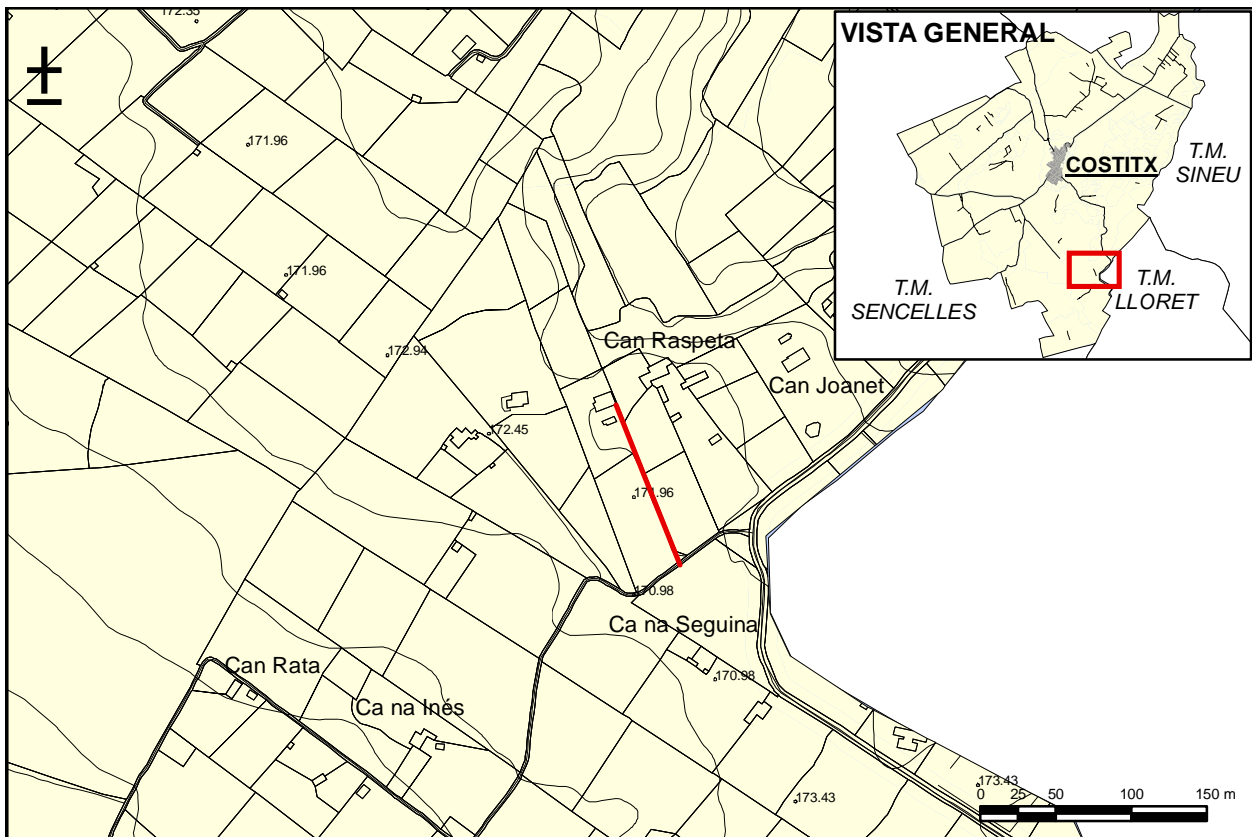 172.35
VISTA GENERAL
171.96
COSTITX
T.M.
SINEU
171.96
T.M.
SENCELLES
T.M.
LLORET
172.94
Can Raspeta
Can Joanet
172.45
171.96
170.98
Ca na Seguina
Can Rata
170.98
Ca na Inés
173.43
173.43
0 25 50 100 150 m